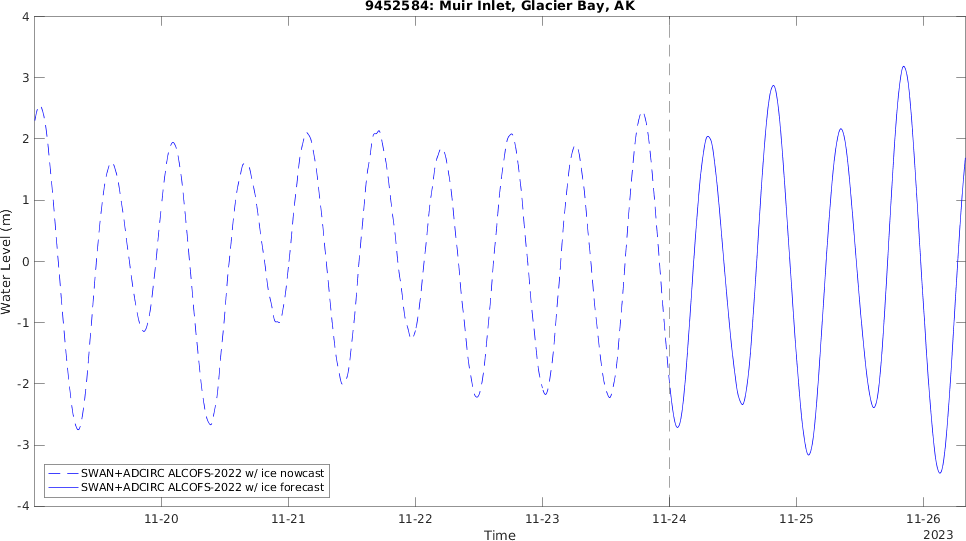 9452584: Muir Inlet, Glacier Bay, AK
Water Level (m)
4
3
2
1
0
-1
-2
-3
-4
SWAN+ADCIRC ALCOFS-2022 w/ ice nowcast
SWAN+ADCIRC ALCOFS-2022 w/ ice forecast
11-20 11-21 11-22 11-23 11-24 11-25 11-26
Time
2023